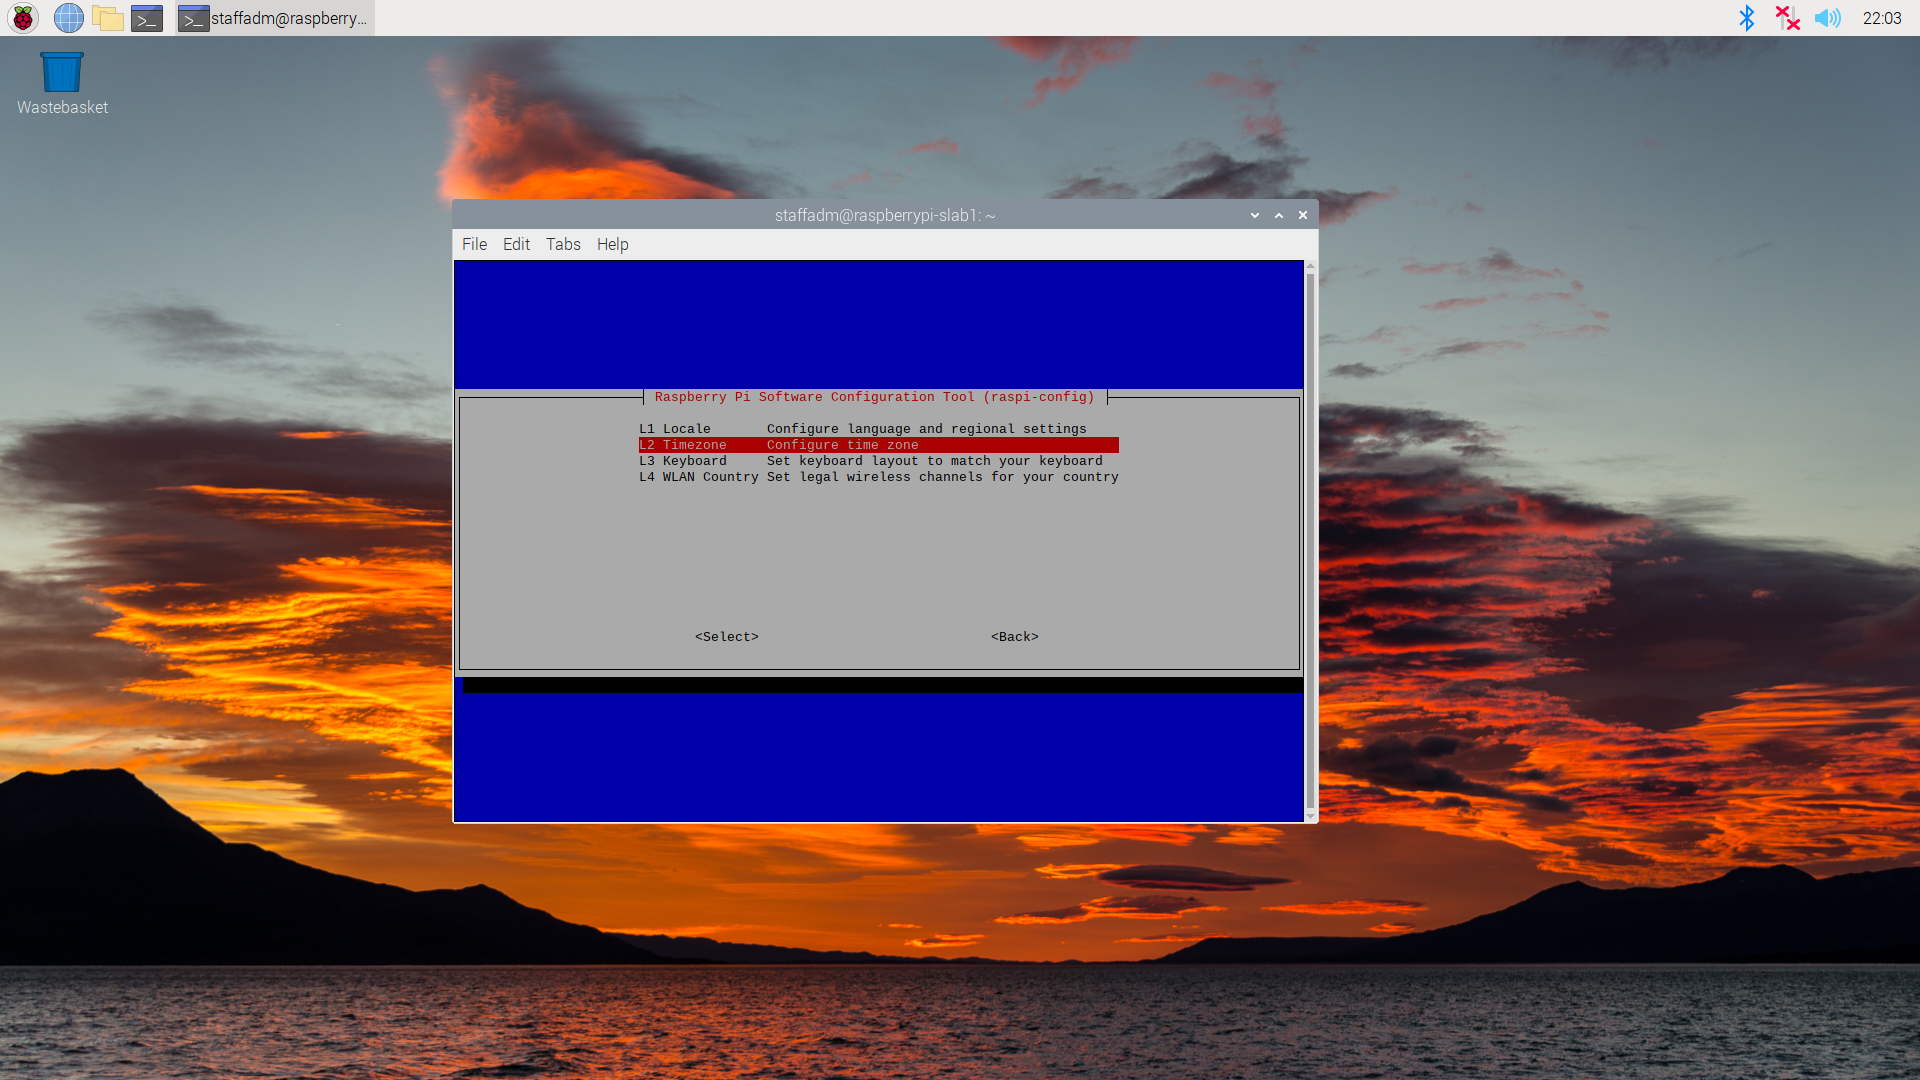 staffadm@raspberry...
22:03
Wastebasket
staffadm@raspberrypi-slab1: ~
File Edit Tabs Help
Raspberry Pi Software Configuration Tool (raspi-config)
L1 Locale Configure language and regional settings
L2 Timezone Configure time zone
L3 Keyboard Set keyboard layout to match your keyboard
L4 WLAN Country Set legal wireless channels for your country
<Select> <Back>